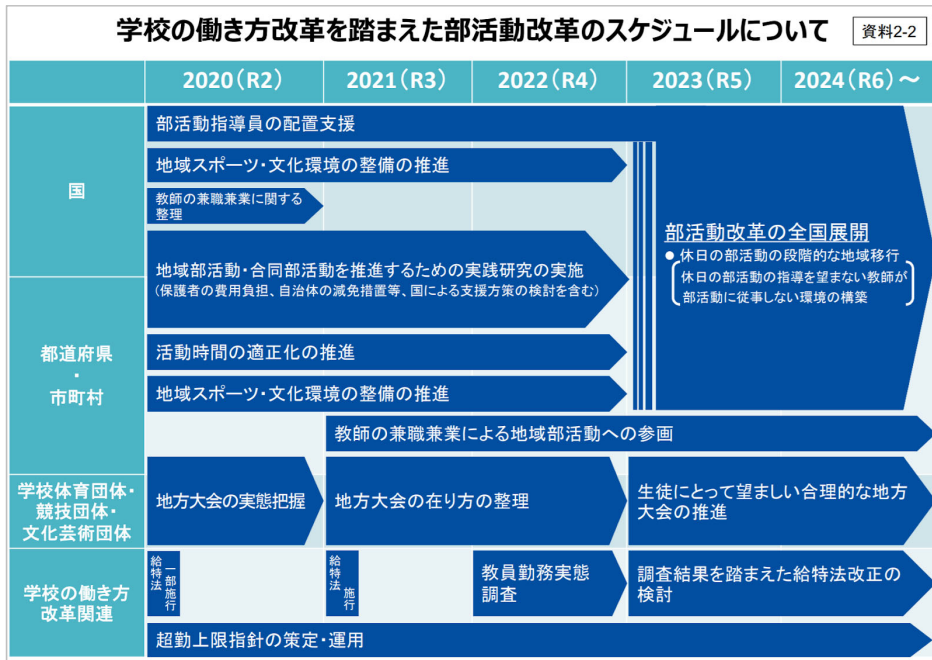 学校の働き方改革を踏まえた部活動改革のスケジュールについて
資料2-2
2020(R2)
2021(R3)
2022(R4)
2023(R5)
2024(R6)～
国
部活動指導員の配置支援
地域スポーツ・文化環境の整備の推進
教師の兼職兼業に関する
整理
地域部活動・合同部活動を推進するための実践研究の実施
(保護者の費用負担、自治体の減免措置等、国による支援方策の検討を含む)
部活動改革の全国展開
●休日の部活動の段階的な地域移行
休日の部活動の指導を望まない教師が
部活動に従事しない環境の構築
都道府県
・
市町村
活動時間の適正化の推進
地域スポーツ・文化環境の整備の推進
教師の兼職兼業による地域部活動への参画
学校体育団体・
競技団体・
文化芸術団体
地方大会の実態把握
地方大会の在り方の整理
生徒にとって望ましい合理的な地方
大会の推進
学校の働き方
改革関連
給特法
一部施行
給特法
施行
教員勤務実態
調査
調査結果を踏まえた給特法改正の
検討
超勤上限指針の策定・運用